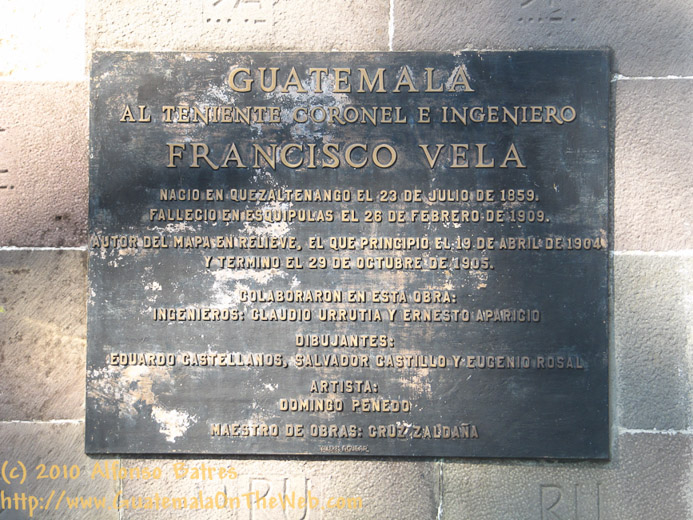 GUATEMALA
AL TENIENTE CORONEL E INGENIERO
FRANCISCO VELA
NACIO EN QUEZALTENANGO EL 23 DE JULIO DE 1859.
FALLECIO EN ESQUIPULAS EL 26 DE FEBRERO DE 1909.
AUTOR DEL MAPA EN RELIEVE, EL QUE PRINCIPIÓ EL 19 DE ABRIL DE 1904
Y TERMINO EL 29 DE OCTUBRE DE 1905.
COLABORARON EN ESTA OBRA:
INGENIEROS: CLAUDIO URRUTIA Y ERNESTO APARICIO
DIBUJANTES:
EDUARDO CASTELLANOS, SALVADOR CASTILLO Y EUGENIO ROSAL
ARTISTA:
DOMINGO PENEDO
MAESTRO DE OBRAS: CRUZ ZALDAÑA
(c) 2010 Alfonso Batres
http://www.GuatemalaOnTheWeb.com